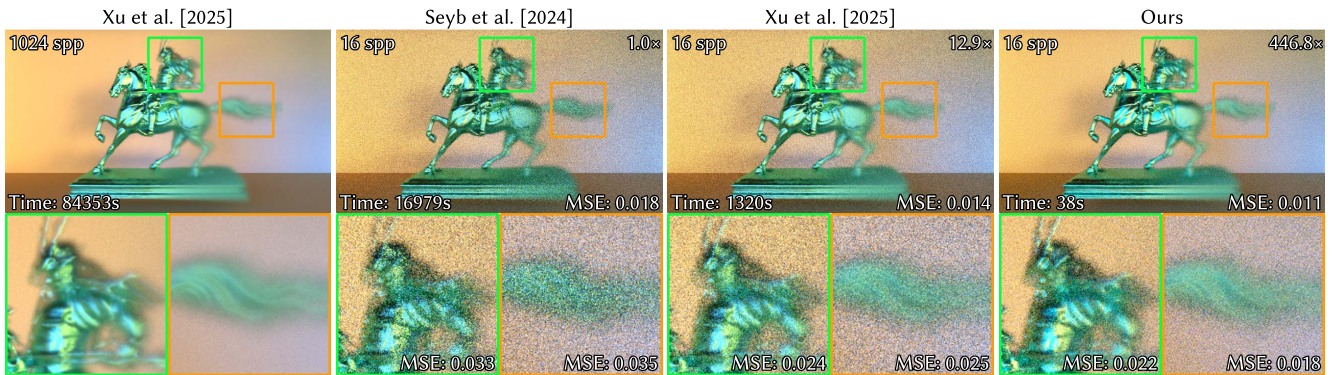 Xu et al. [2025]
Seyb et al. [2024]
Xu et al. [2025]
Ours
1024 spp
16 spp
1.0×
16 spp
12.9×
16 spp
446.8×
Time: 84353s
Time: 16979s
MSE: 0.018
Time: 1320s
MSE: 0.014
Time: 38s
MSE: 0.011
MSE: 0.033
MSE: 0.035
MSE: 0.024
MSE: 0.025
MSE: 0.022
MSE: 0.018